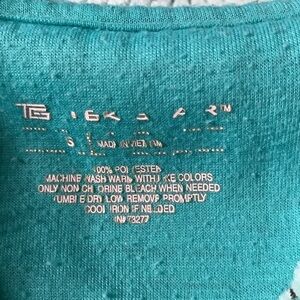 S MADE IN VIETNAM
100% POLYESTER
MACHINE WASH WARM WITH LIKE COLORS
ONLY NON CHLORINE BLEACH WHEN NEEDED
TUMBLE DRY LOW REMOVE PROMPTLY
COOL IRON IF NEEDED